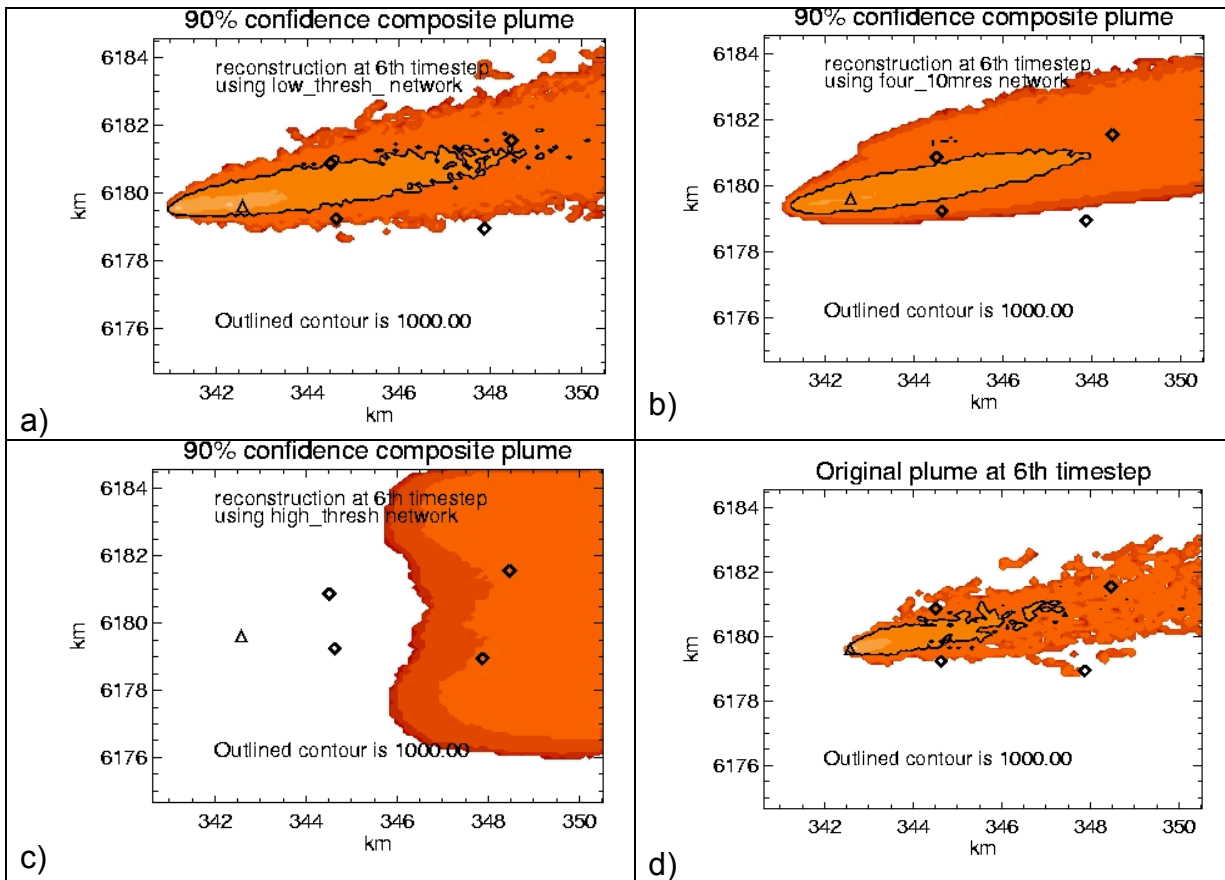 90% confidence composite plume
reconstruction at 6th timestep
using low_thresh_ network
6184
6182
6180
6178
6176
km
Outlined contour is 1000.00
342 344 346 348 350
km
a)
90% confidence composite plume
reconstruction at 6th timestep
using four_10mres network
6184
6182
6180
6178
6176
km
Outlined contour is 1000.00
342 344 346 348 350
km
b)
90% confidence composite plume
reconstruction at 6th timestep
using high_thresh network
6184
6182
6180
6178
6176
km
Outlined contour is 1000.00
342 344 346 348 350
km
c)
Original plume at 6th timestep
6184
6182
6180
6178
6176
km
Outlined contour is 1000.00
342 344 346 348 350
km
d)